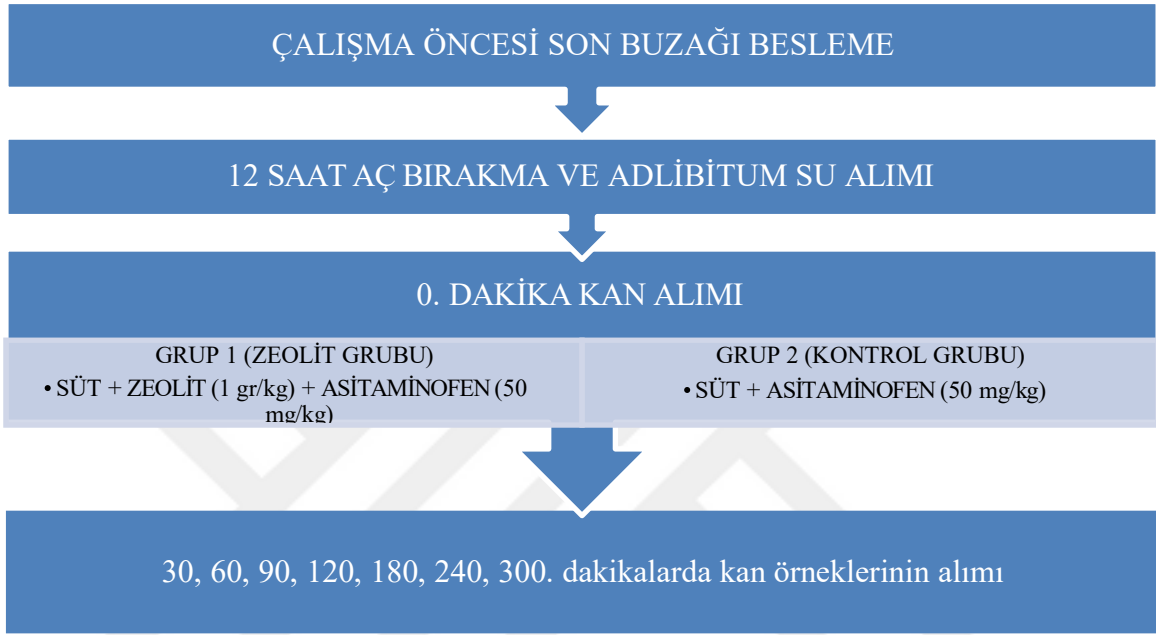 ÇALIŞMA ÖNCESİ SON BUZAĞI BESLEME
12 SAAT AÇ BIRAKMA VE ADLİBİTUM SU ALIMI
0. DAKİKA KAN ALIMI
GRUP 1 (ZEOLİT GRUBU)
• SÜT + ZEOLİT (1 gr/kg) + ASİTAMİNOFEN (50
mg/kg)
GRUP 2 (KONTROL GRUBU)
• SÜT + ASİTAMİNOFEN (50 mg/kg)
30, 60, 90, 120, 180, 240, 300. dakikalarda kan örneklerinin alımı